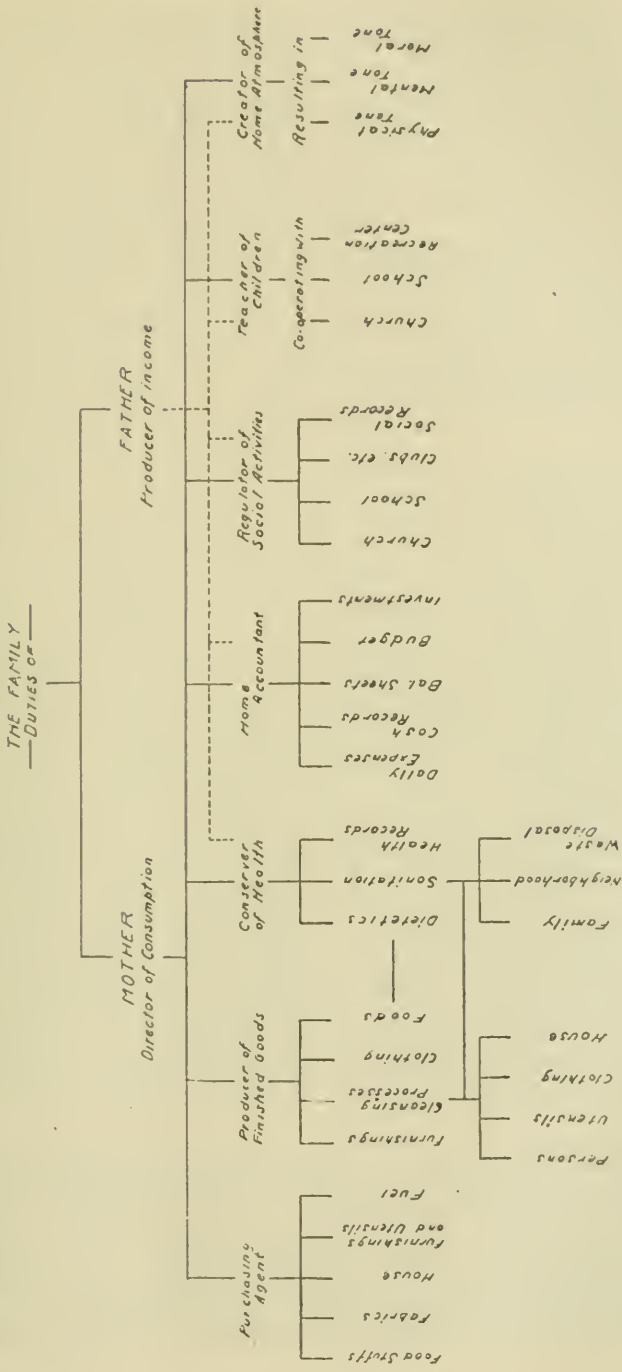 THE FAMILY
DUTIES OF
MOTHER
Director of Consumption
FATHER
Producer of income
Purchasing
Agent
Producer of
Finished Goods
Conserver
of Health
Home
Accountant
Regulator of
Social Activities
Teacher of
Children
Creator of
Home Atmosphere
Co-operating with
Resulting in
Food Stuffs
Fabrics
House
Furnishings
and Utensils
Fuel
Furnishings
Cleansing
Processes
Clothing
Foods
Dietetics
Sanitation
Health
Records
Daily
Expenses
Cash
Records
Bal. Sheets
Budget
Investments
Church
School
Clubs. etc.
Social
Records
Church
School
Recreation
Center
Physical
Tone
Mental
Tone
Moral
Tone
Persons
Utensils
Clothing
House
Family
Neighborhood
Waste
Disposal